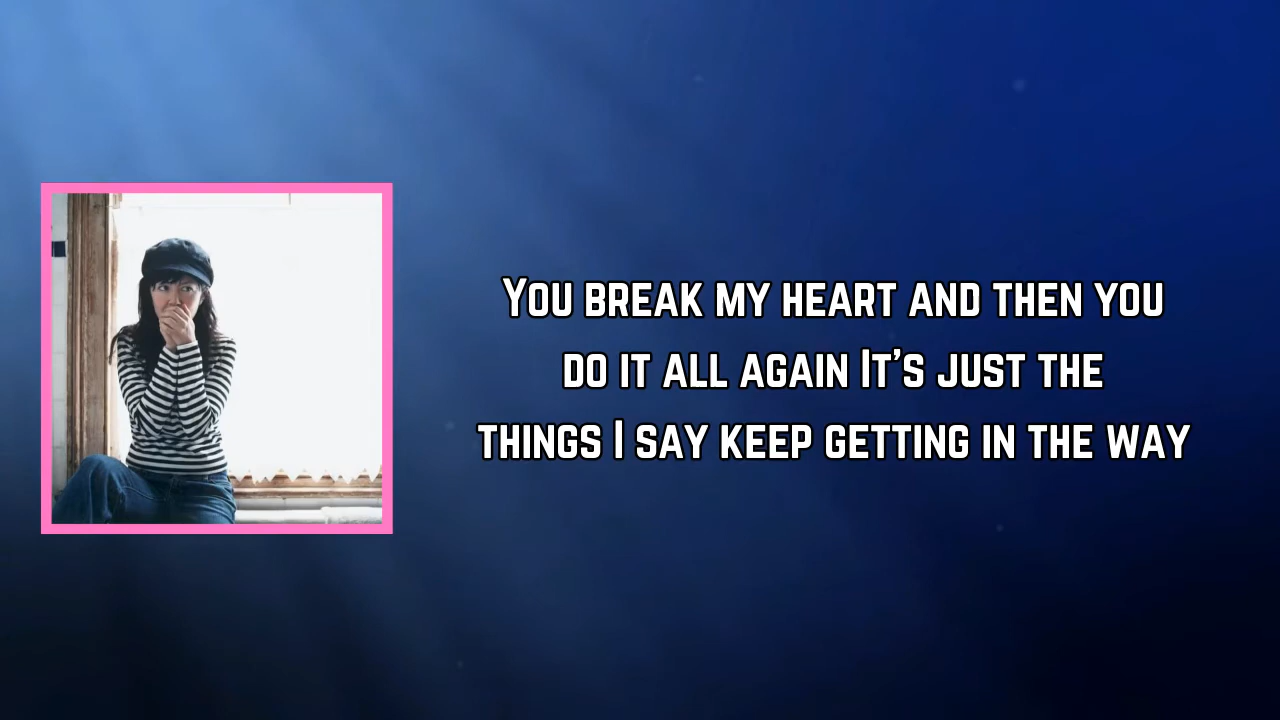 You break my heart and then you
do it all again It's just the
things I say keep getting in the way